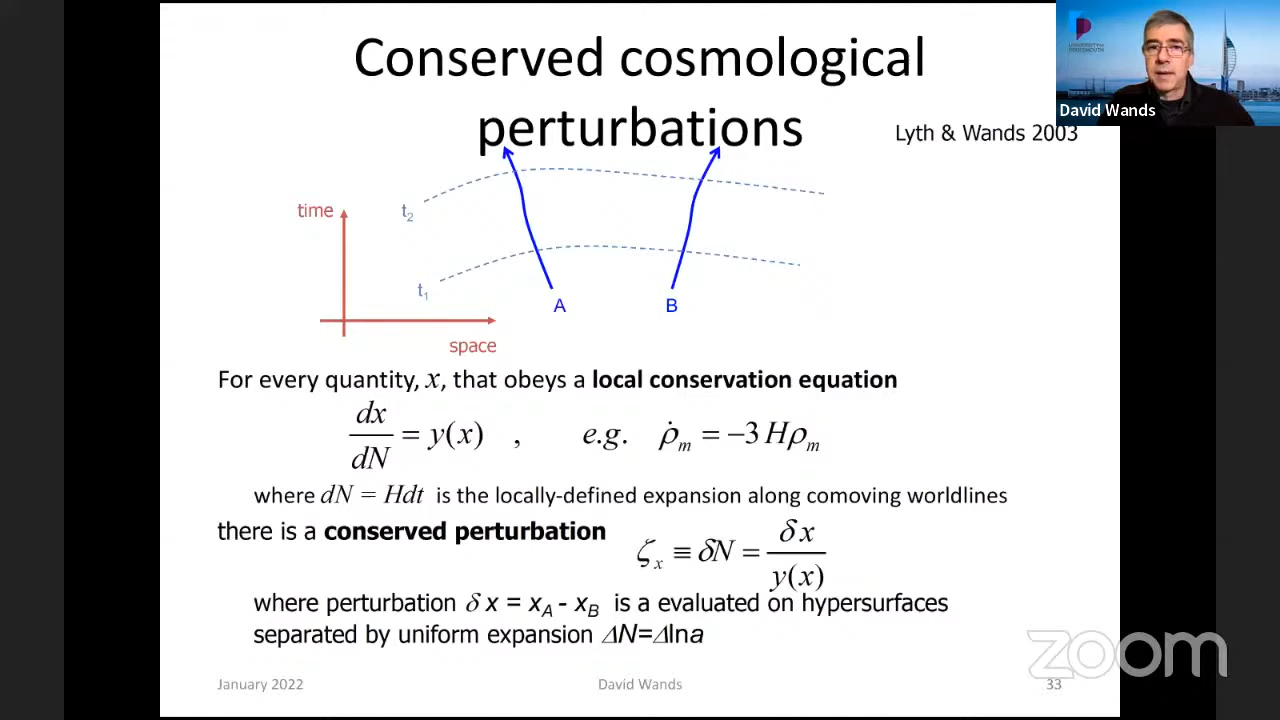 Conserved cosmological
perturbations
Lyth & Wands 2003
David Wands
time
t₂
t₁
A
B
space
For every quantity, x, that obeys a local conservation equation
dx/dN = y(x) , e.g. ρ̇ₘ = −3Hρₘ
where dN = Hdt is the locally-defined expansion along comoving worldlines
there is a conserved perturbation
ζₓ ≡ δN = δx/y(x)
where perturbation δ x = x_A - x_B is a evaluated on hypersurfaces
separated by uniform expansion ΔN=Δlna
zoom
January 2022
David Wands
33